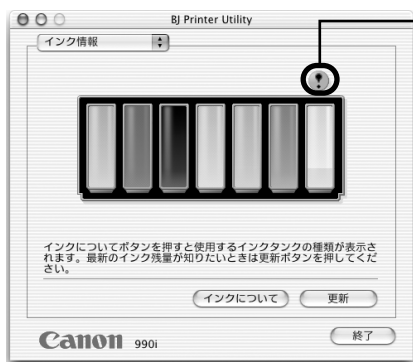 BJ Printer Utility
インク情報
インクについてボタンを押すと使用するインクタンクの種類が表示さ
れます。最新のインク残量が知りたいときは更新ボタンを押してくだ
さい。
インクについて 更新
Canon 990i 終了